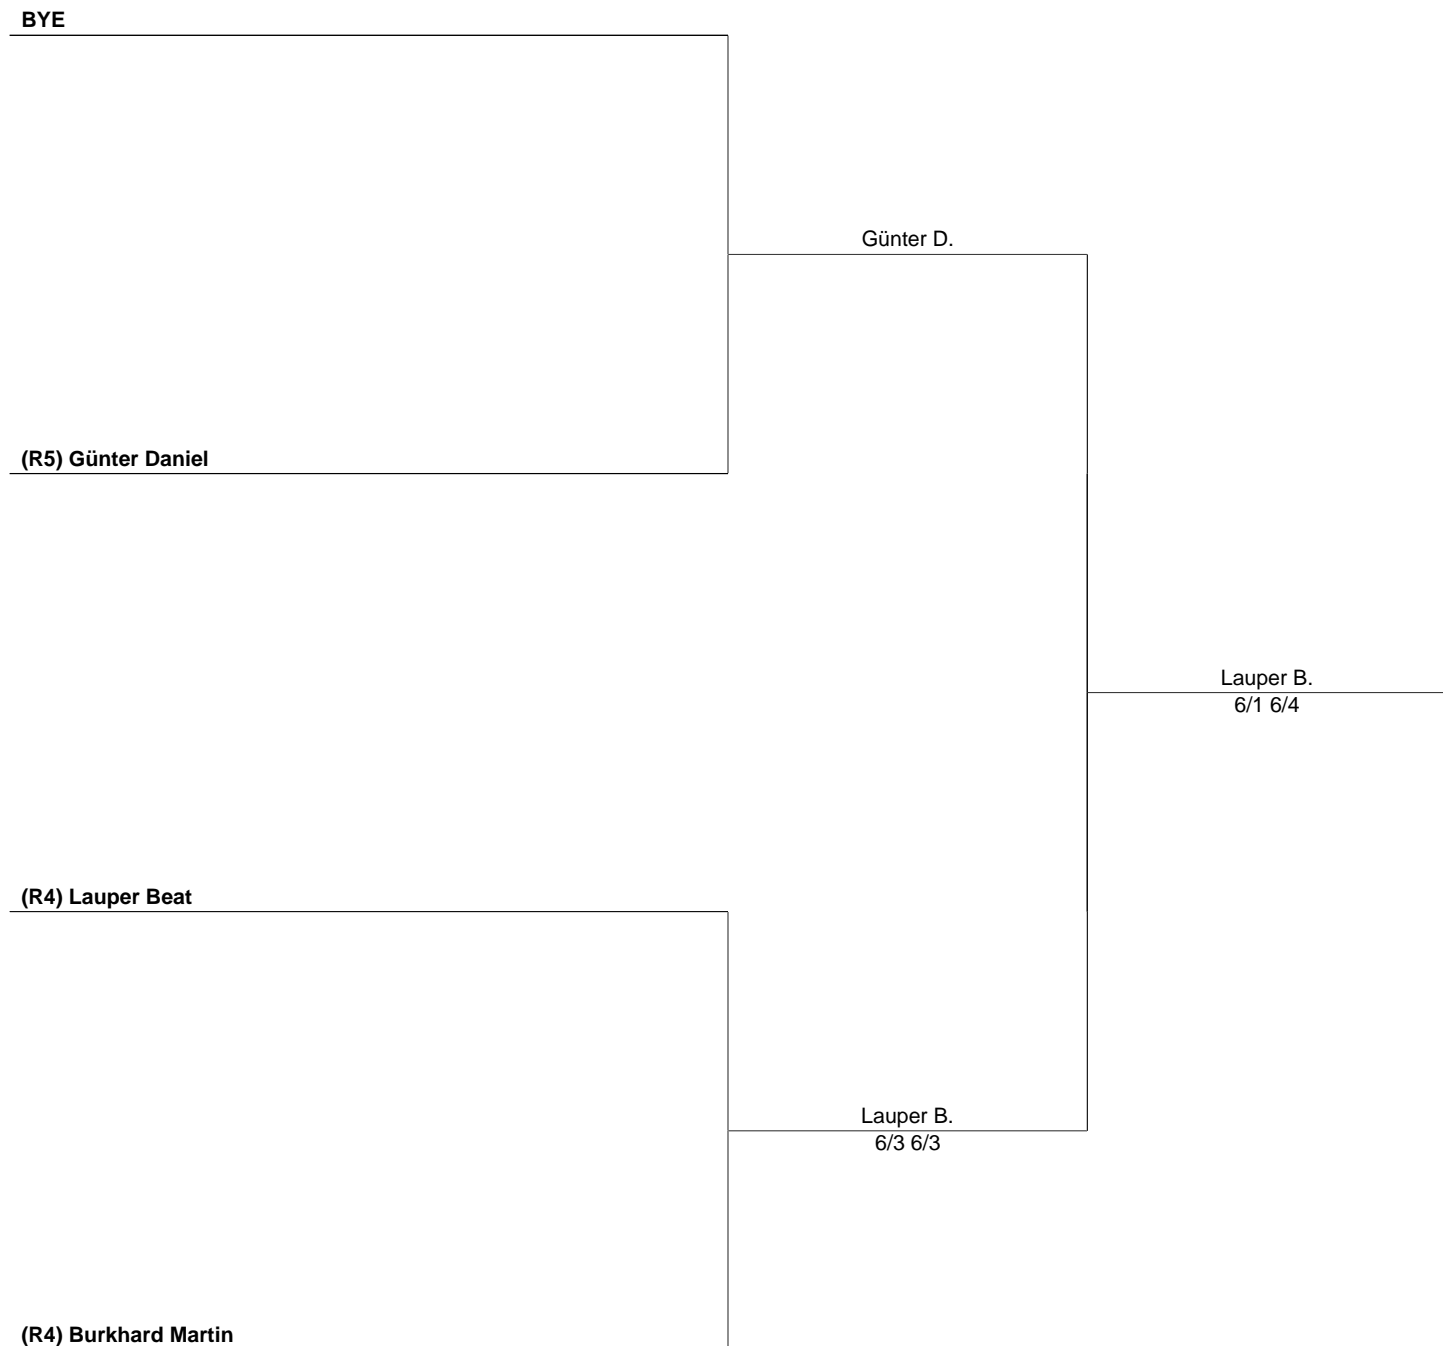 BYE
Günter D.
(R5) Günter Daniel
Lauper B.
6/1 6/4
(R4) Lauper Beat
Lauper B.
6/3 6/3
(R4) Burkhard Martin